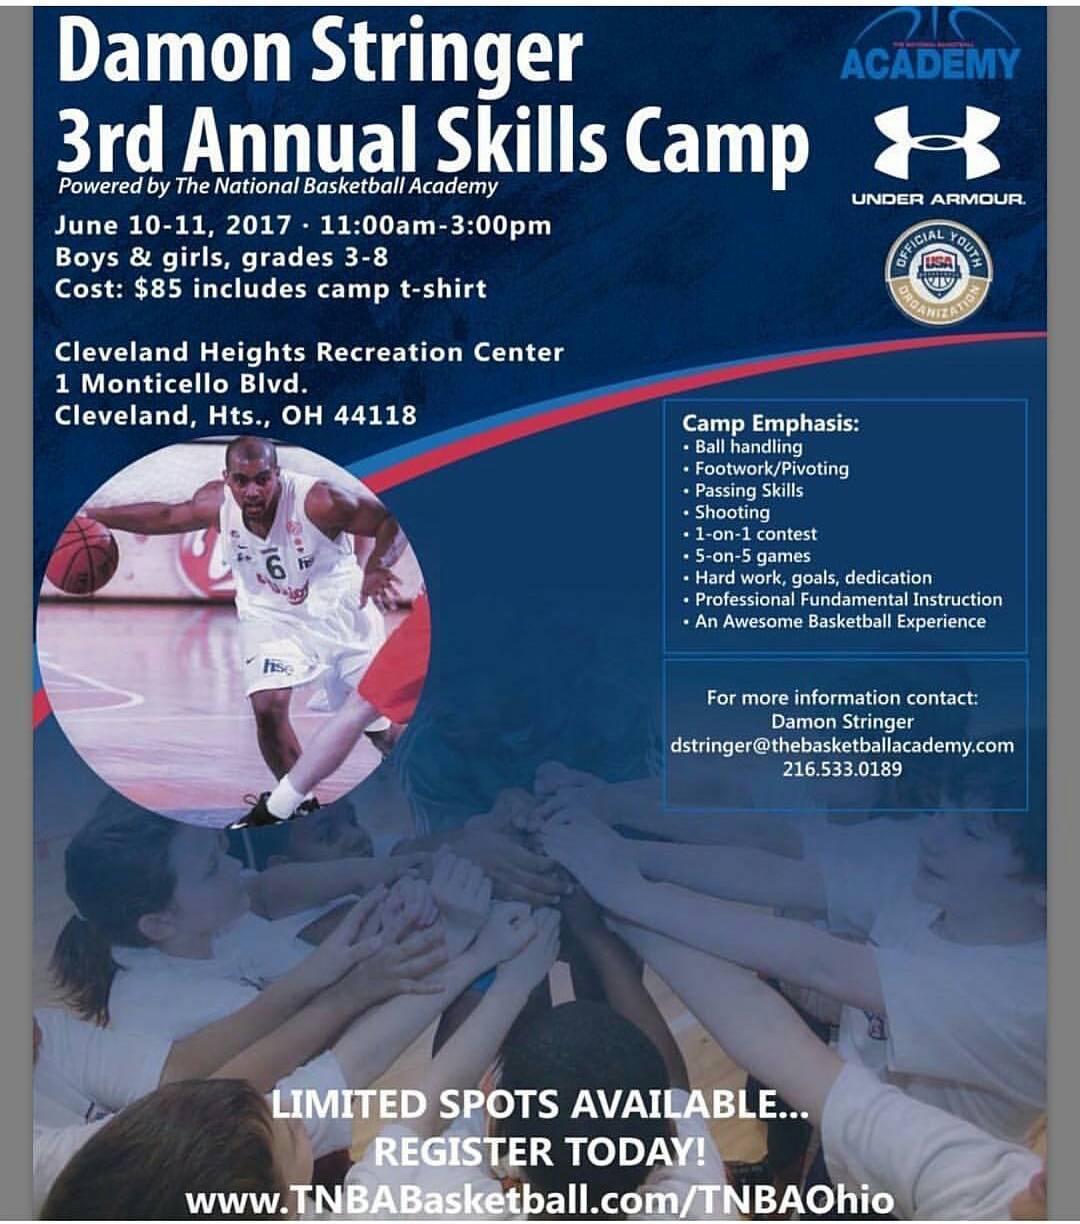 Damon Stringer
3rd Annual Skills Camp
Powered by The National Basketball Academy
June 10-11, 2017 · 11:00am-3:00pm
Boys & girls, grades 3-8
Cost: $85 includes camp t-shirt
Cleveland Heights Recreation Center
1 Monticello Blvd.
Cleveland, Hts., OH 44118
THE NATIONAL BASKETBALL
ACADEMY
UNDER ARMOUR.
OFFICIAL YOUTH
USA
ORGANIZATION
6
hse
Camp Emphasis:
• Ball handling
• Footwork/Pivoting
• Passing Skills
• Shooting
• 1-on-1 contest
• 5-on-5 games
• Hard work, goals, dedication
• Professional Fundamental Instruction
• An Awesome Basketball Experience
For more information contact:
Damon Stringer
dstringer@thebasketballacademy.com
216.533.0189
LIMITED SPOTS AVAILABLE...
REGISTER TODAY!
www.TNBABasketball.com/TNBAOhio